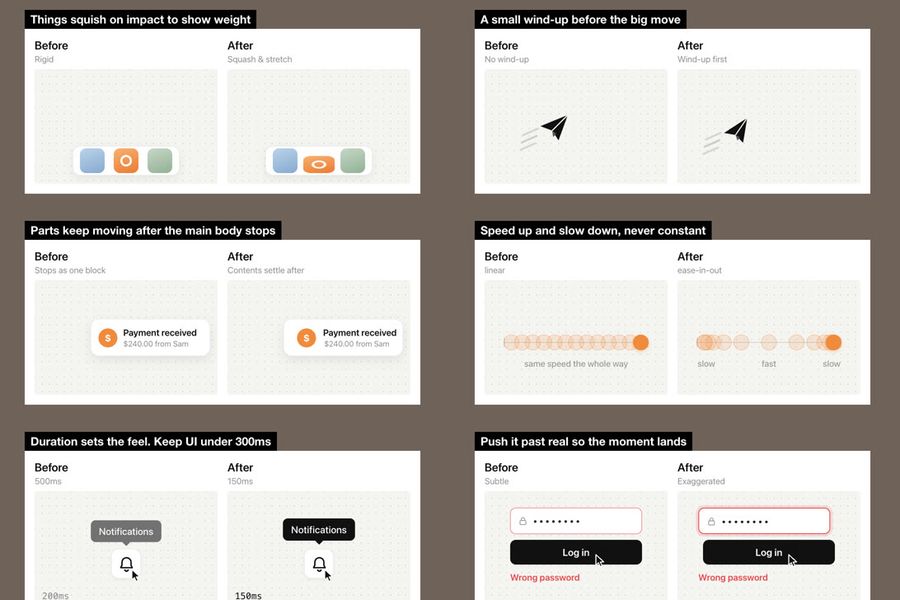 Things squish on impact to show weight
Before
Rigid
After
Squash & stretch
A small wind-up before the big move
Before
No wind-up
After
Wind-up first
Parts keep moving after the main body stops
Before
Stops as one block
After
Contents settle after
$
Payment received
$240.00 from Sam
$
Payment received
$240.00 from Sam
Speed up and slow down, never constant
Before
linear
After
ease-in-out
same speed the whole way
slow
fast
slow
Duration sets the feel. Keep UI under 300ms
Before
500ms
After
150ms
Notifications
Notifications
200ms
150ms
Push it past real so the moment lands
Before
Subtle
After
Exaggerated
Log in
Wrong password
Log in
Wrong password